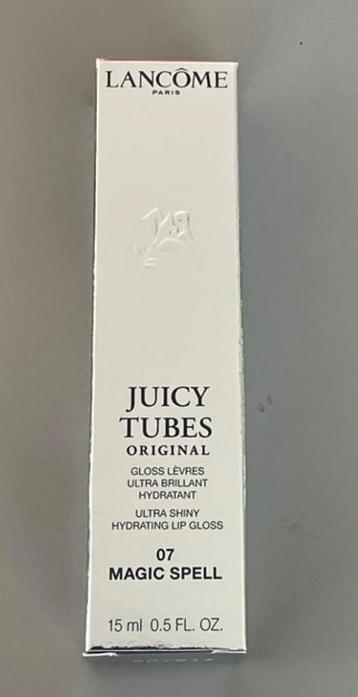 LANCÔME
PARIS
JUICY
TUBES
ORIGINAL
GLOSS LÈVRES
ULTRA BRILLANT
HYDRATANT
ULTRA SHINY
HYDRATING LIP GLOSS
07
MAGIC SPELL
15 ml 0.5 FL. OZ.